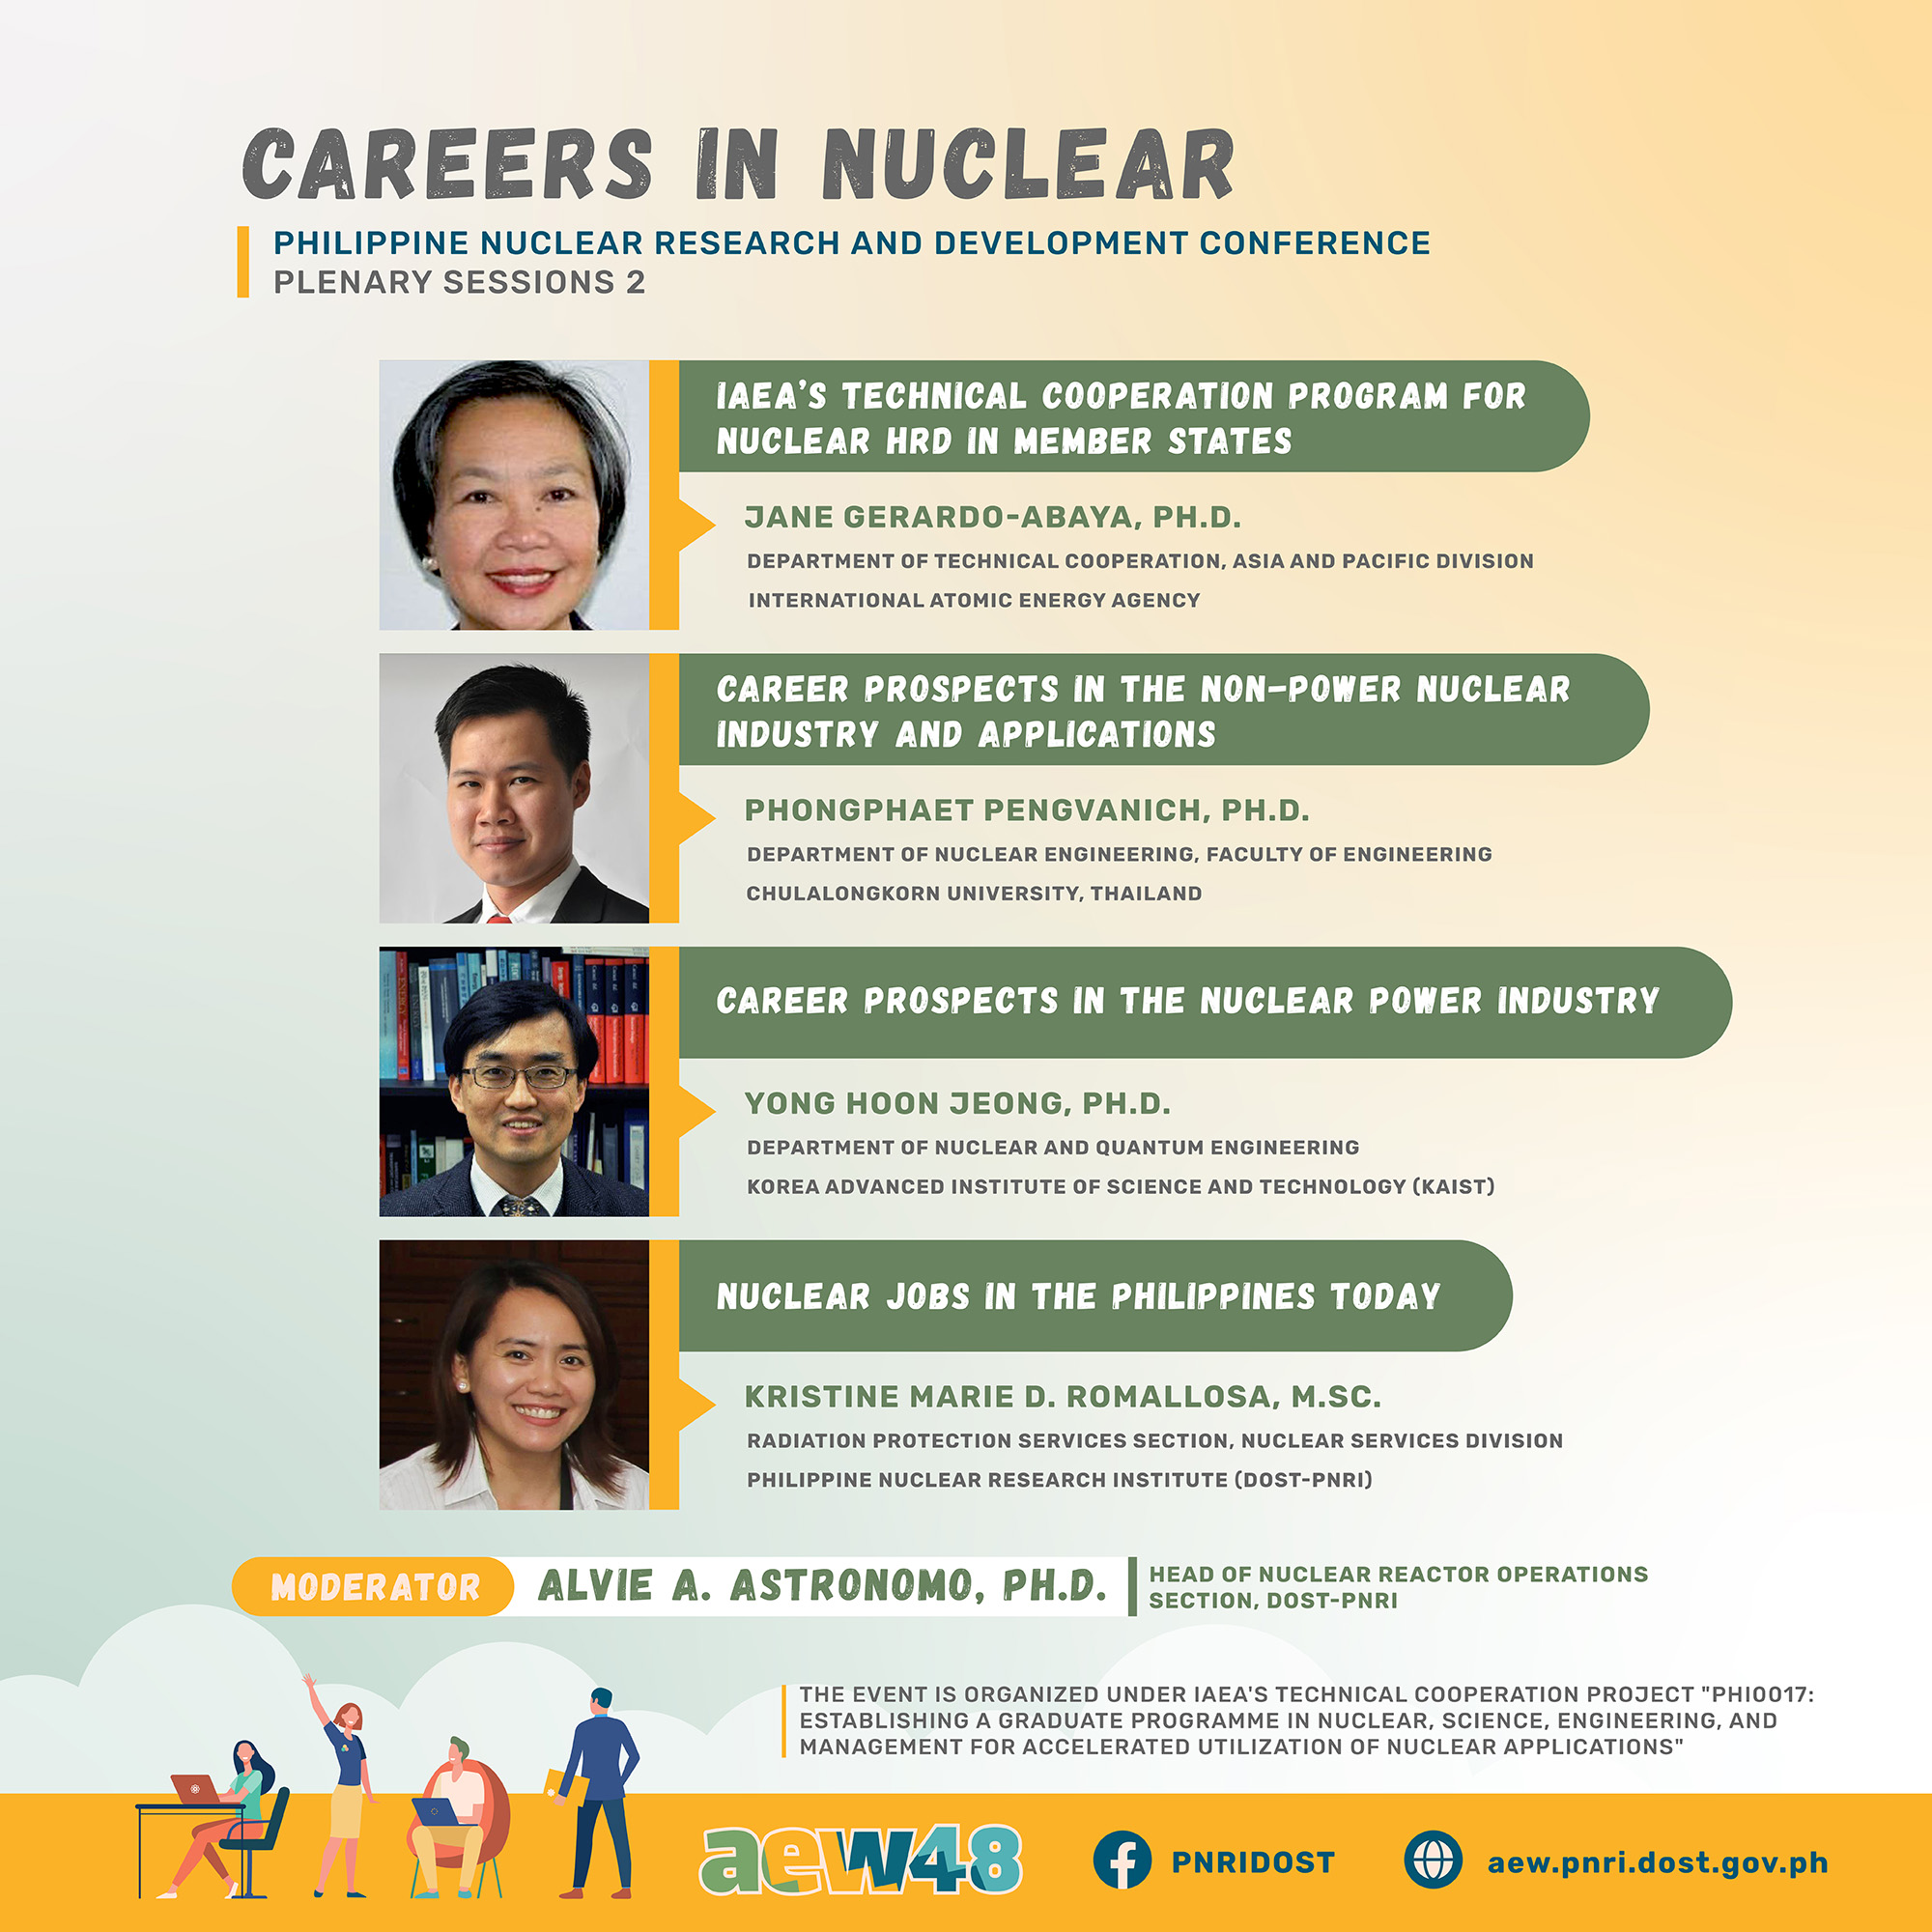 CAREERS IN NUCLEAR
PHILIPPINE NUCLEAR RESEARCH AND DEVELOPMENT CONFERENCE
PLENARY SESSIONS 2
IAEA'S TECHNICAL COOPERATION PROGRAM FOR
NUCLEAR HRD IN MEMBER STATES
JANE GERARDO-ABAYA, PH.D.
DEPARTMENT OF TECHNICAL COOPERATION, ASIA AND PACIFIC DIVISION
INTERNATIONAL ATOMIC ENERGY AGENCY
CAREER PROSPECTS IN THE NON-POWER NUCLEAR
INDUSTRY AND APPLICATIONS
PHONGPHAET PENGVANICH, PH.D.
DEPARTMENT OF NUCLEAR ENGINEERING, FACULTY OF ENGINEERING
CHULALONGKORN UNIVERSITY, THAILAND
CAREER PROSPECTS IN THE NUCLEAR POWER INDUSTRY
YONG HOON JEONG, PH.D.
DEPARTMENT OF NUCLEAR AND QUANTUM ENGINEERING
KOREA ADVANCED INSTITUTE OF SCIENCE AND TECHNOLOGY (KAIST)
NUCLEAR JOBS IN THE PHILIPPINES TODAY
KRISTINE MARIE D. ROMALLOSA, M.SC.
RADIATION PROTECTION SERVICES SECTION, NUCLEAR SERVICES DIVISION
PHILIPPINE NUCLEAR RESEARCH INSTITUTE (DOST-PNRI)
MODERATOR ALVIE A. ASTRONOMO, PH.D.
HEAD OF NUCLEAR REACTOR OPERATIONS
SECTION, DOST-PNRI
THE EVENT IS ORGANIZED UNDER IAEA'S TECHNICAL COOPERATION PROJECT "PHI0017:
ESTABLISHING A GRADUATE PROGRAMME IN NUCLEAR, SCIENCE, ENGINEERING, AND
MANAGEMENT FOR ACCELERATED UTILIZATION OF NUCLEAR APPLICATIONS"
aew48 PNRIDOST aew.pnri.dost.gov.ph